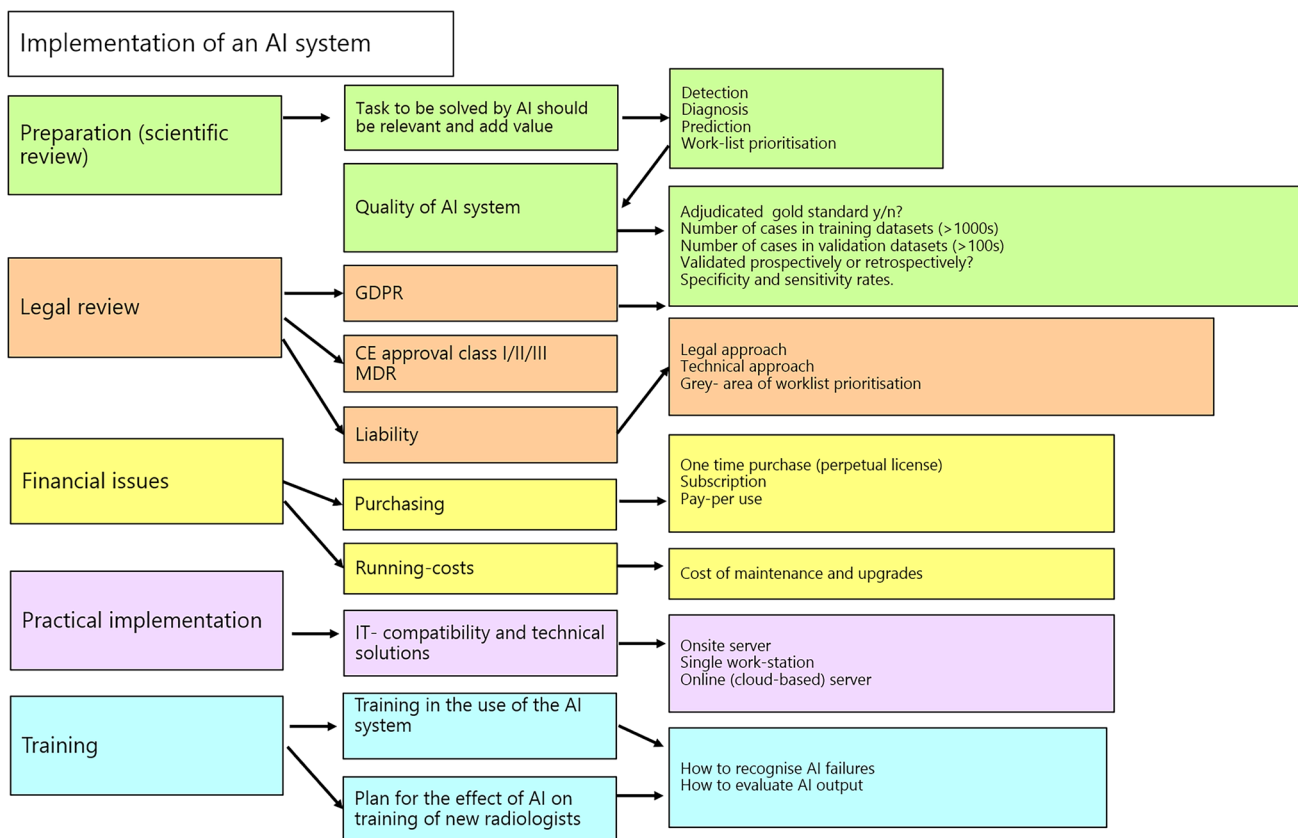 Implementation of an AI system
Preparation (scientific
review)
Task to be solved by AI should
be relevant and add value
Detection
Diagnosis
Prediction
Work-list prioritisation
Quality of AI system
Adjudicated  gold standard y/n?
Number of cases in training datasets (>1000s)
Number of cases in validation datasets (>100s)
Validated prospectively or retrospectively?
Specificity and sensitivity rates.
Legal review
GDPR
CE approval class I/II/III
MDR
Liability
Legal approach
Technical approach
Grey- area of worklist prioritisation
Financial issues
Purchasing
One time purchase (perpetual license)
Subscription
Pay-per use
Running-costs
Cost of maintenance and upgrades
Practical implementation
IT- compatibility and technical
solutions
Onsite server
Single work-station
Online (cloud-based) server
Training
Training in the use of the AI
system
Plan for the effect of AI on
training of new radiologists
How to recognise AI failures
How to evaluate AI output